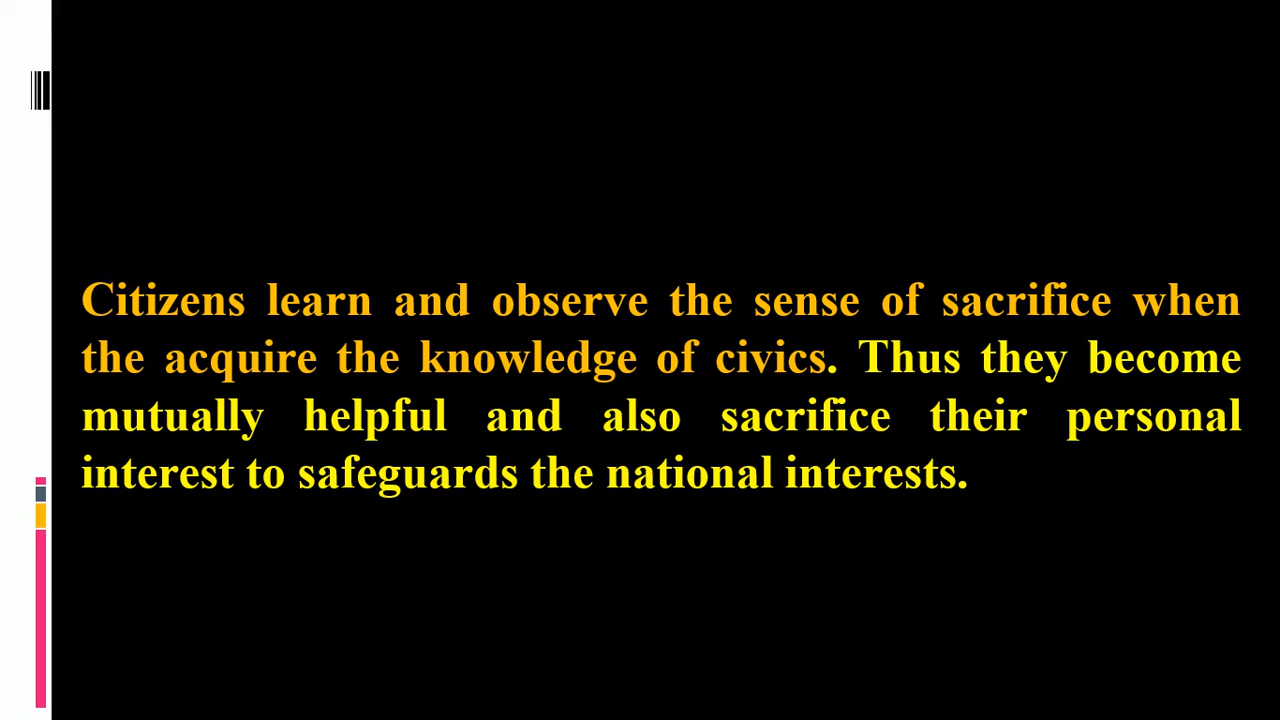 Citizens learn and observe the sense of sacrifice when
the acquire the knowledge of civics. Thus they become
mutually helpful and also sacrifice their personal
interest to safeguards the national interests.